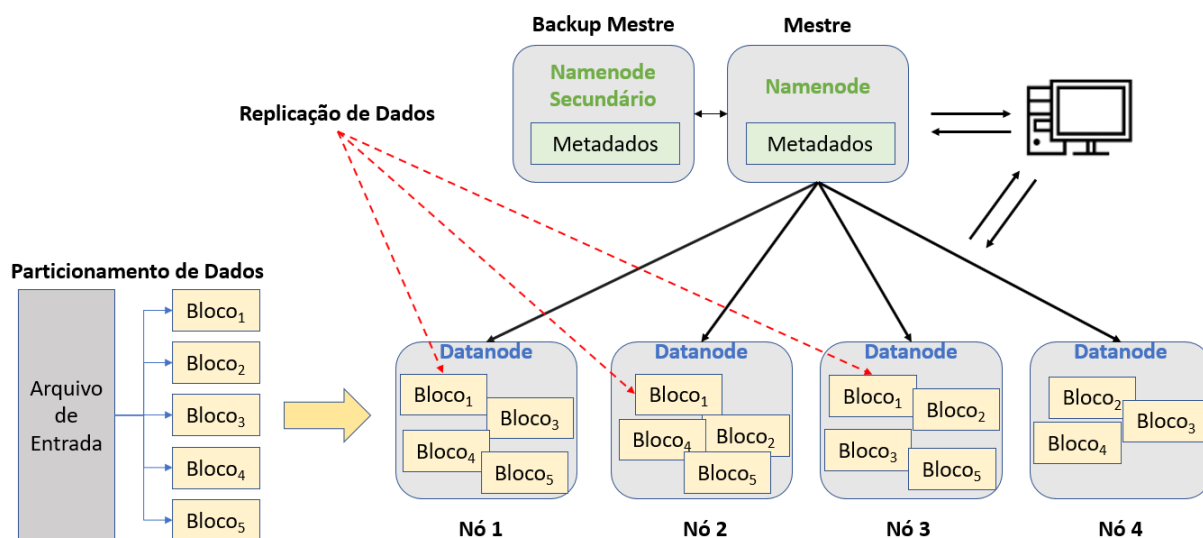 Backup Mestre
Mestre
Namenode
Secundário
Metadados
Namenode
Metadados
Replicação de Dados
Particionamento de Dados
Arquivo
de
Entrada
Bloco₁
Bloco₂
Bloco₃
Bloco₄
Bloco₅
Datanode
Bloco₁
Bloco₃
Bloco₄
Bloco₅
Nó 1
Datanode
Bloco₁
Bloco₄
Bloco₂
Bloco₅
Nó 2
Datanode
Bloco₁
Bloco₂
Bloco₃
Bloco₅
Nó 3
Datanode
Bloco₂
Bloco₃
Bloco₄
Nó 4